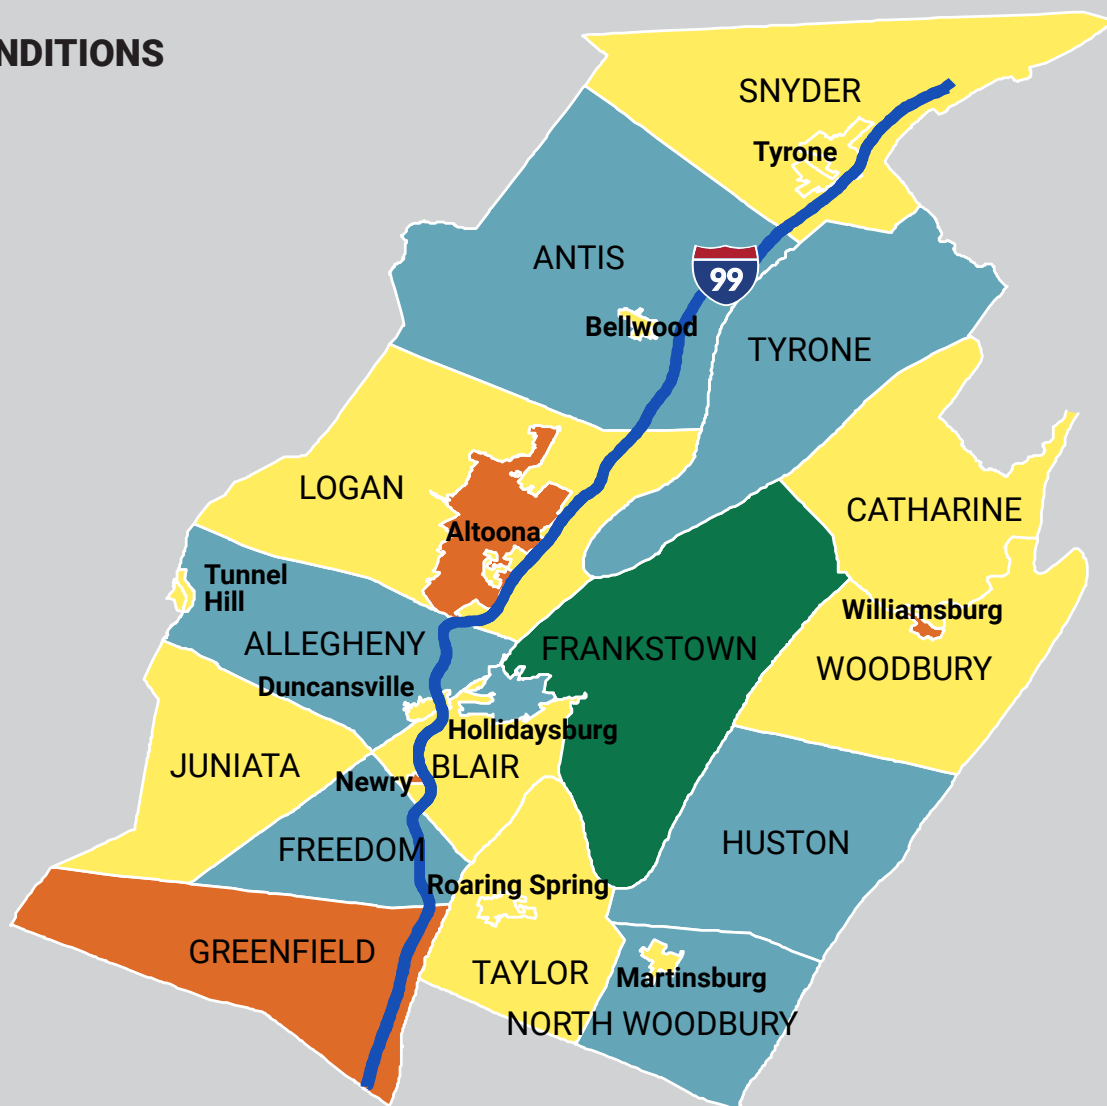 NDITIONS
SNYDER
Tyrone
ANTIS
99
Bellwood
TYRONE
LOGAN
CATHARINE
Altoona
Tunnel
Hill
Williamsburg
ALLEGHENY
FRANKSTOWN
WOODBURY
Duncansville
Hollidaysburg
JUNIATA
BLAIR
Newry
HUSTON
FREEDOM
Roaring Spring
GREENFIELD
TAYLOR
Martinsburg
NORTH WOODBURY